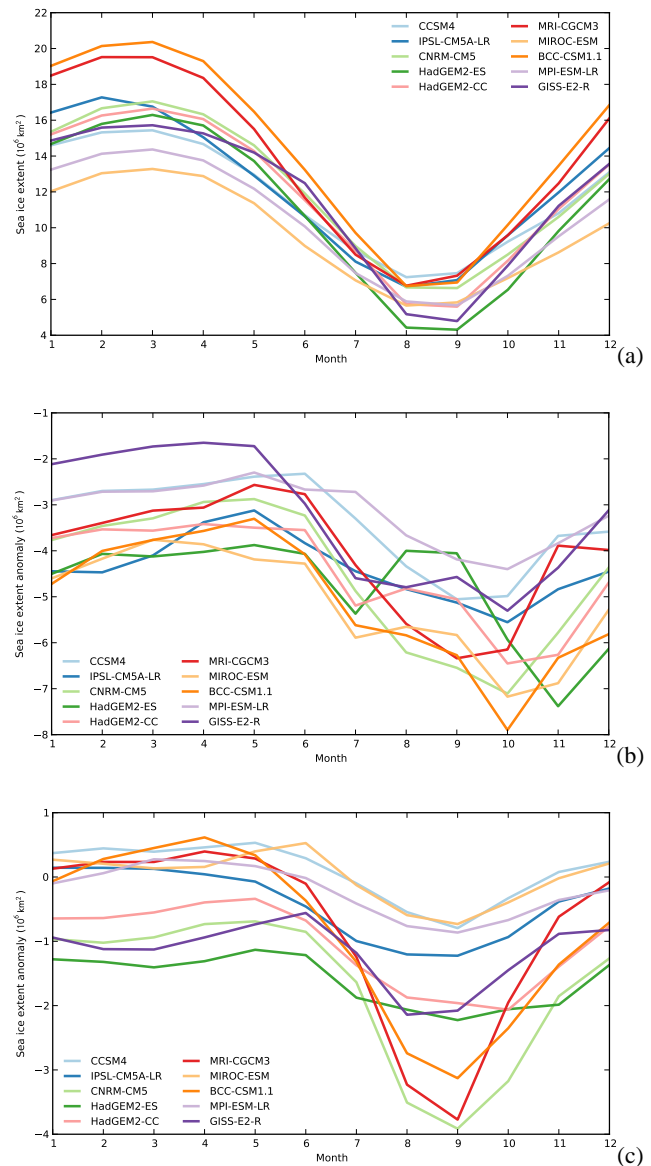 22
20
18
16
14
12
10
8
6
4
Sea ice extent (10⁶ km²)
CCSM4
IPSL-CM5A-LR
CNRM-CM5
HadGEM2-ES
HadGEM2-CC
MRI-CGCM3
MIROC-ESM
BCC-CSM1.1
MPI-ESM-LR
GISS-E2-R
1 2 3 4 5 6 7 8 9 10 11 12
Month
(a)
−1
−2
−3
−4
−5
−6
−7
−8
Sea ice extent anomaly (10⁶ km²)
CCSM4
IPSL-CM5A-LR
CNRM-CM5
HadGEM2-ES
HadGEM2-CC
MRI-CGCM3
MIROC-ESM
BCC-CSM1.1
MPI-ESM-LR
GISS-E2-R
1 2 3 4 5 6 7 8 9 10 11 12
Month
(b)
1
0
−1
−2
−3
−4
Sea ice extent anomaly (10⁶ km²)
CCSM4
IPSL-CM5A-LR
CNRM-CM5
HadGEM2-ES
HadGEM2-CC
MRI-CGCM3
MIROC-ESM
BCC-CSM1.1
MPI-ESM-LR
GISS-E2-R
1 2 3 4 5 6 7 8 9 10 11 12
Month
(c)